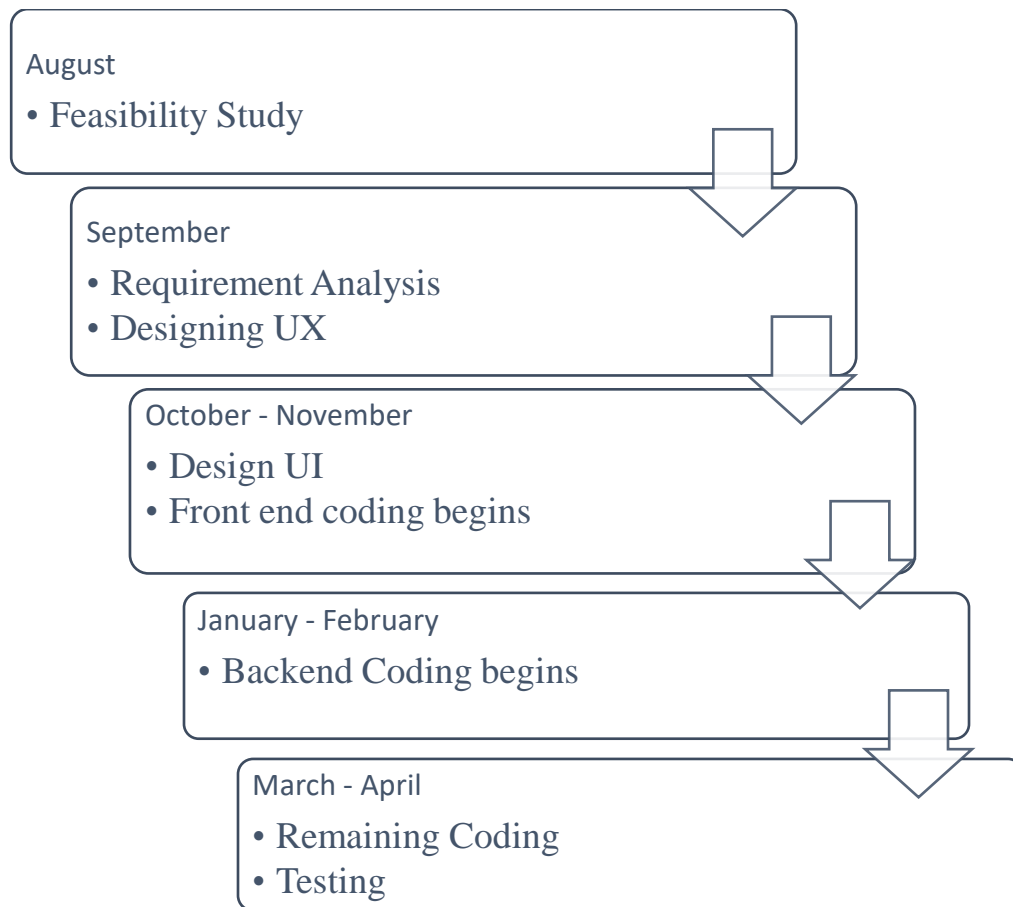 August
• Feasibility Study
September
• Requirement Analysis
• Designing UX
October - November
• Design UI
• Front end coding begins
January - February
• Backend Coding begins
March - April
• Remaining Coding
• Testing